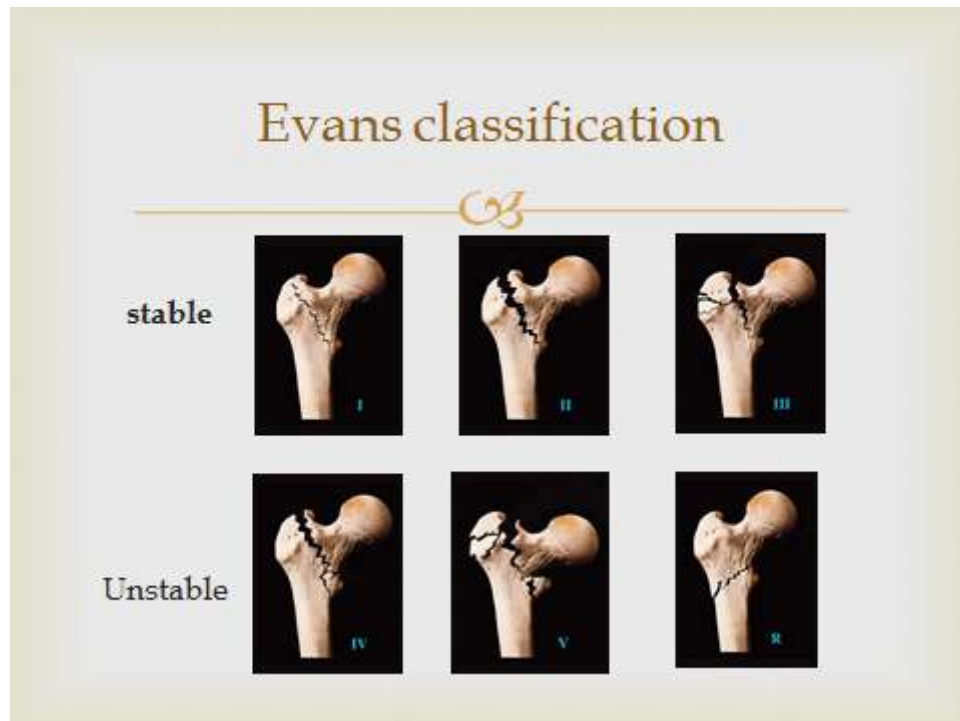 Evans classification
stable
I
II
III
Unstable
IV
V
R